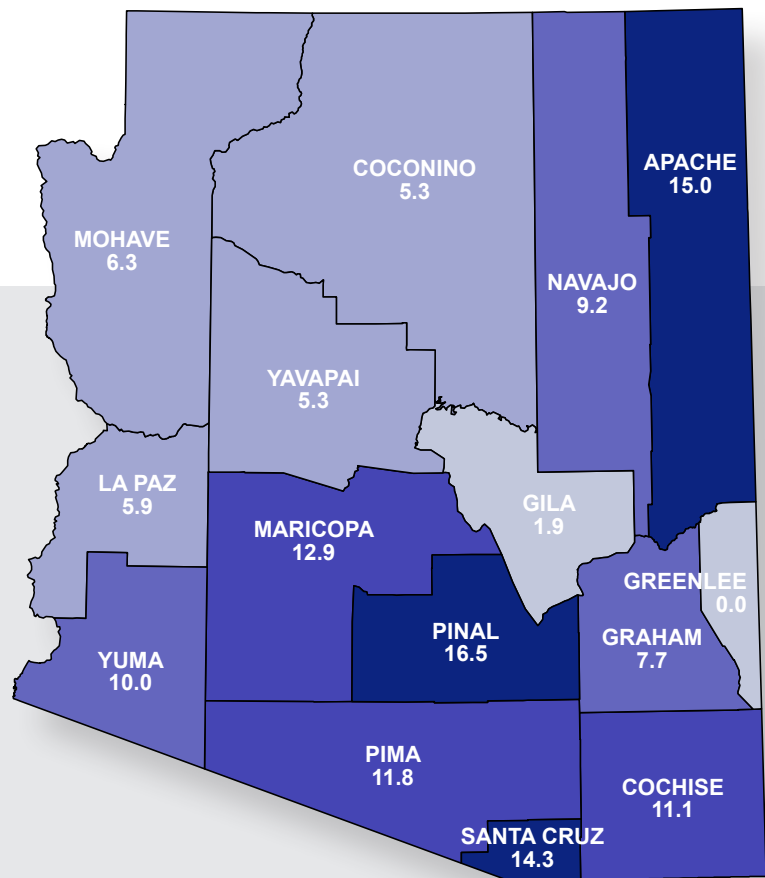 COCONINO
5.3
APACHE
15.0
MOHAVE
6.3
NAVAJO
9.2
YAVAPAI
5.3
LA PAZ
5.9
GILA
1.9
MARICOPA
12.9
GREENLEE
0.0
PINAL
16.5
GRAHAM
7.7
YUMA
10.0
PIMA
11.8
COCHISE
11.1
SANTA CRUZ
14.3